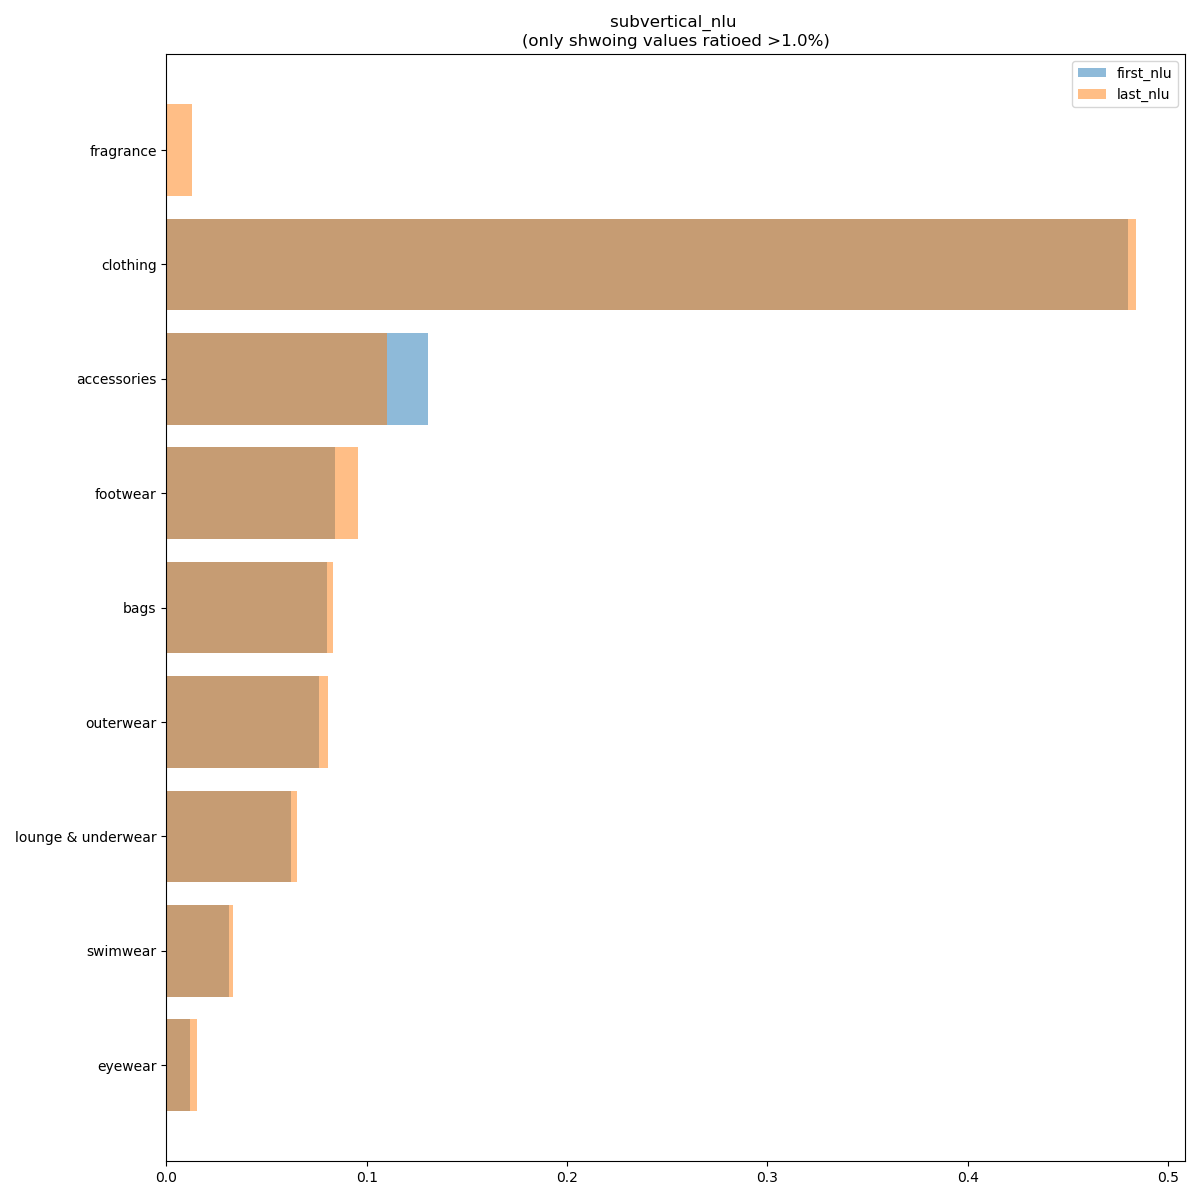 subvertical_nlu
(only shwoing values ratioed >1.0%)
first_nlu
last_nlu
fragrance
clothing
accessories
footwear
bags
outerwear
lounge & underwear
swimwear
eyewear
0.0 0.1 0.2 0.3 0.4 0.5